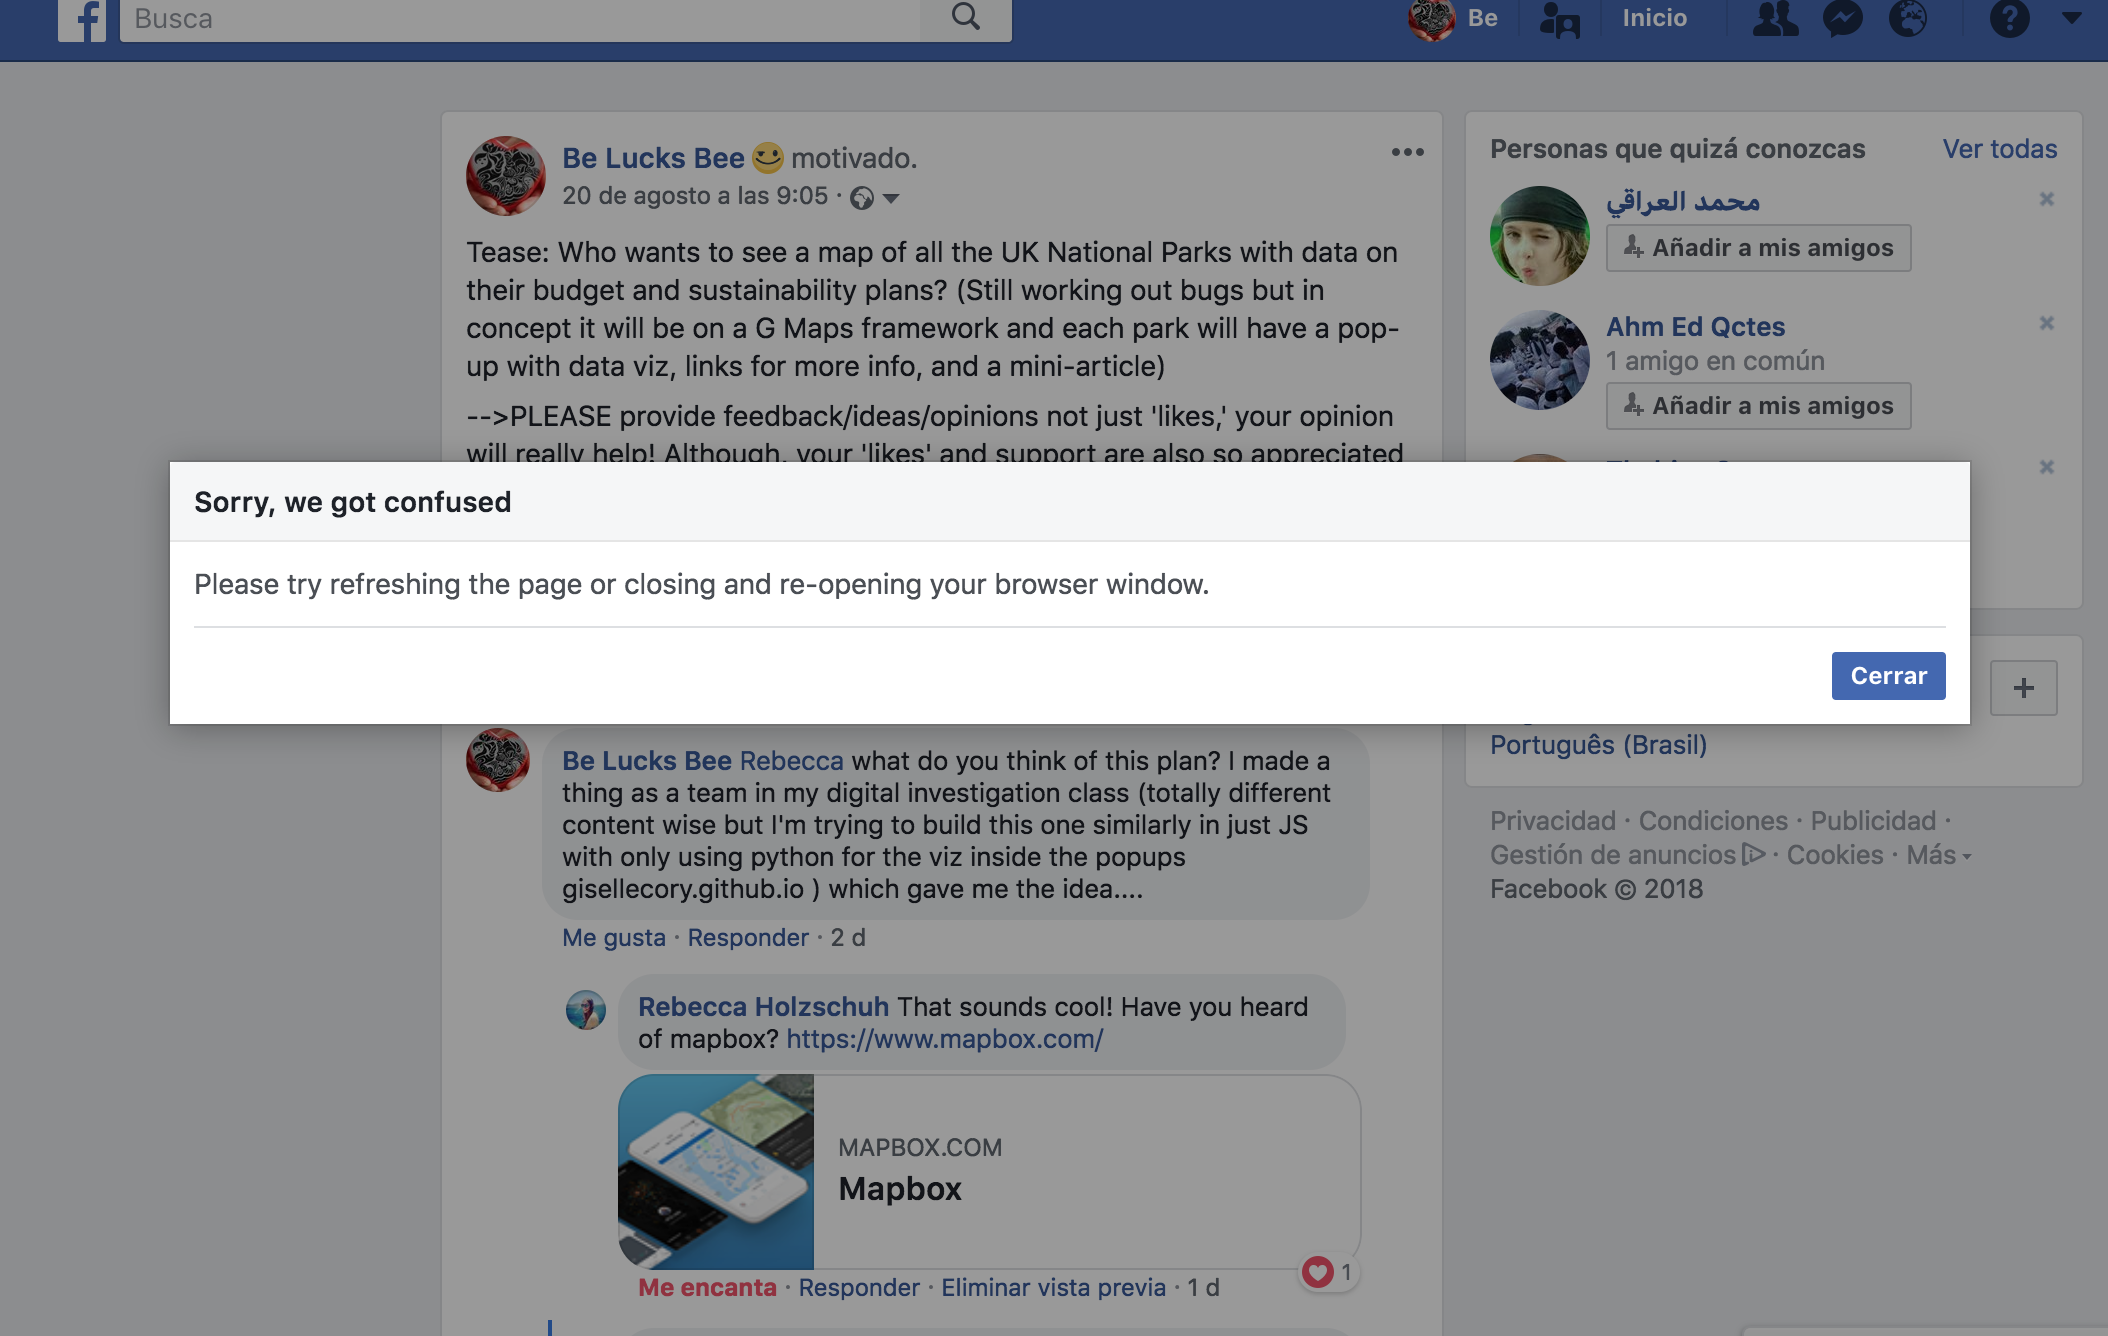 Busca
Be
Inicio
Be Lucks Bee motivado.
20 de agosto a las 9:05 ·
Tease: Who wants to see a map of all the UK National Parks with data on
their budget and sustainability plans? (Still working out bugs but in
concept it will be on a G Maps framework and each park will have a pop-
up with data viz, links for more info, and a mini-article)
-->PLEASE provide feedback/ideas/opinions not just 'likes,' your opinion
will really help! Although, your 'likes' and support are also so appreciated
Personas que quizá conozcas
Ver todas
محمد العراقي
Añadir a mis amigos
Ahm Ed Qctes
1 amigo en común
Añadir a mis amigos
Sorry, we got confused
Please try refreshing the page or closing and re-opening your browser window.
Cerrar
Be Lucks Bee Rebecca what do you think of this plan? I made a
thing as a team in my digital investigation class (totally different
content wise but I'm trying to build this one similarly in just JS
with only using python for the viz inside the popups
gisellecory.github.io ) which gave me the idea....
Me gusta · Responder · 2 d
Rebecca Holzschuh That sounds cool! Have you heard
of mapbox? https://www.mapbox.com/
MAPBOX.COM
Mapbox
1
Me encanta · Responder · Eliminar vista previa · 1 d
Português (Brasil)
Privacidad · Condiciones · Publicidad ·
Gestión de anuncios · Cookies · Más
Facebook © 2018